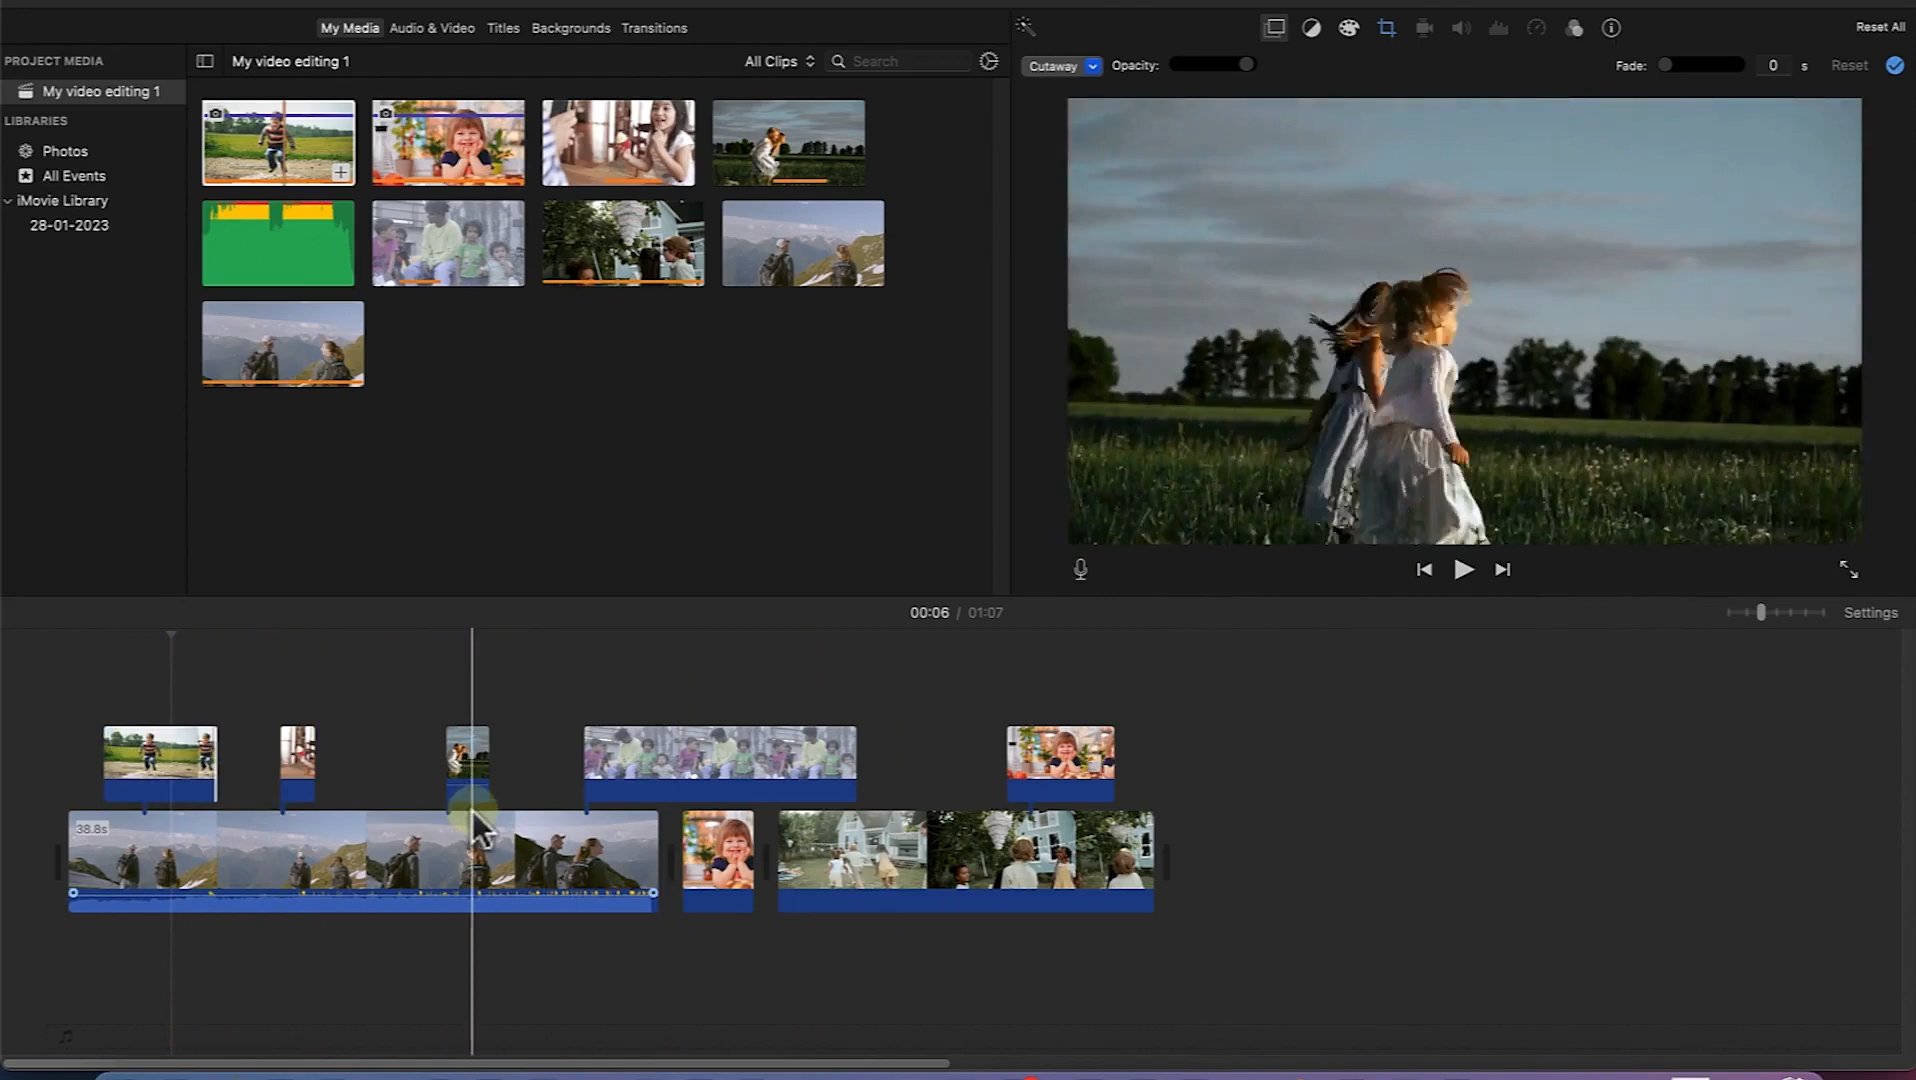 My Media Audio & Video Titles Backgrounds Transitions
Reset All
PROJECT MEDIA
My video editing 1
All Clips
Search
Cutaway
Opacity:
Fade:
0 s
Reset
My video editing 1
LIBRARIES
Photos
All Events
iMovie Library
28-01-2023
00:06 / 01:07
Settings
38.8s